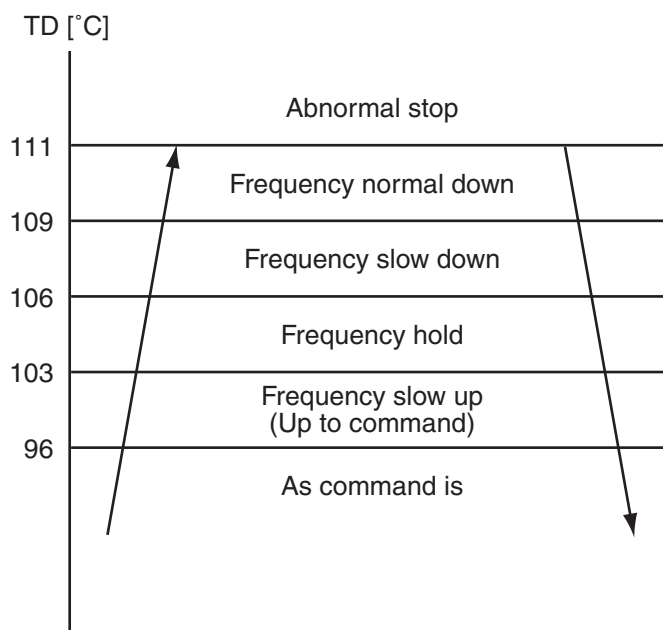 TD [˚C]
Abnormal stop
111
Frequency normal down
109
Frequency slow down
106
Frequency hold
103
Frequency slow up
(Up to command)
96
As command is